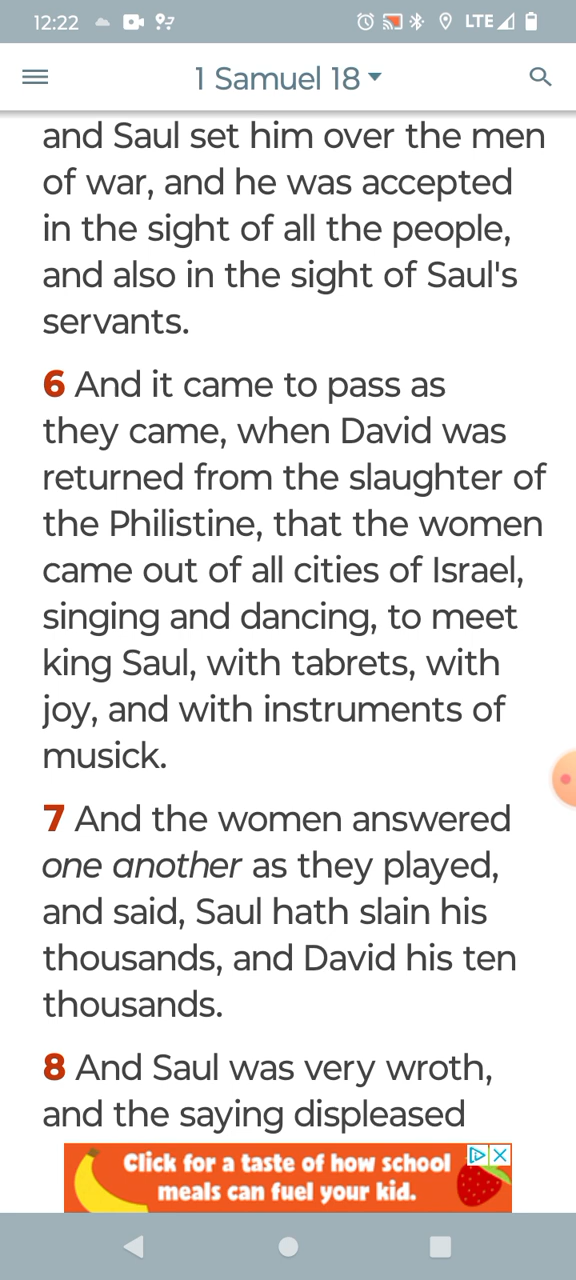 12:22
LTE
1 Samuel 18
and Saul set him over the men
of war, and he was accepted
in the sight of all the people,
and also in the sight of Saul's
servants.
6 And it came to pass as
they came, when David was
returned from the slaughter of
the Philistine, that the women
came out of all cities of Israel,
singing and dancing, to meet
king Saul, with tabrets, with
joy, and with instruments of
musick.
7 And the women answered
one another as they played,
and said, Saul hath slain his
thousands, and David his ten
thousands.
8 And Saul was very wroth,
and the saying displeased
Click for a taste of how school
meals can fuel your kid.